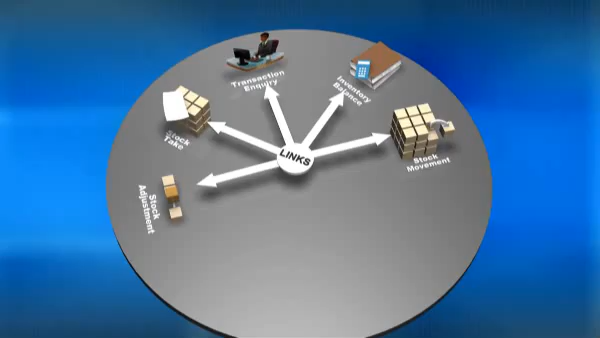 Transaction
Enquiry
Inventory
Balance
Stock
Take
LINKS
Stock
Movement
Stock
Adjustment